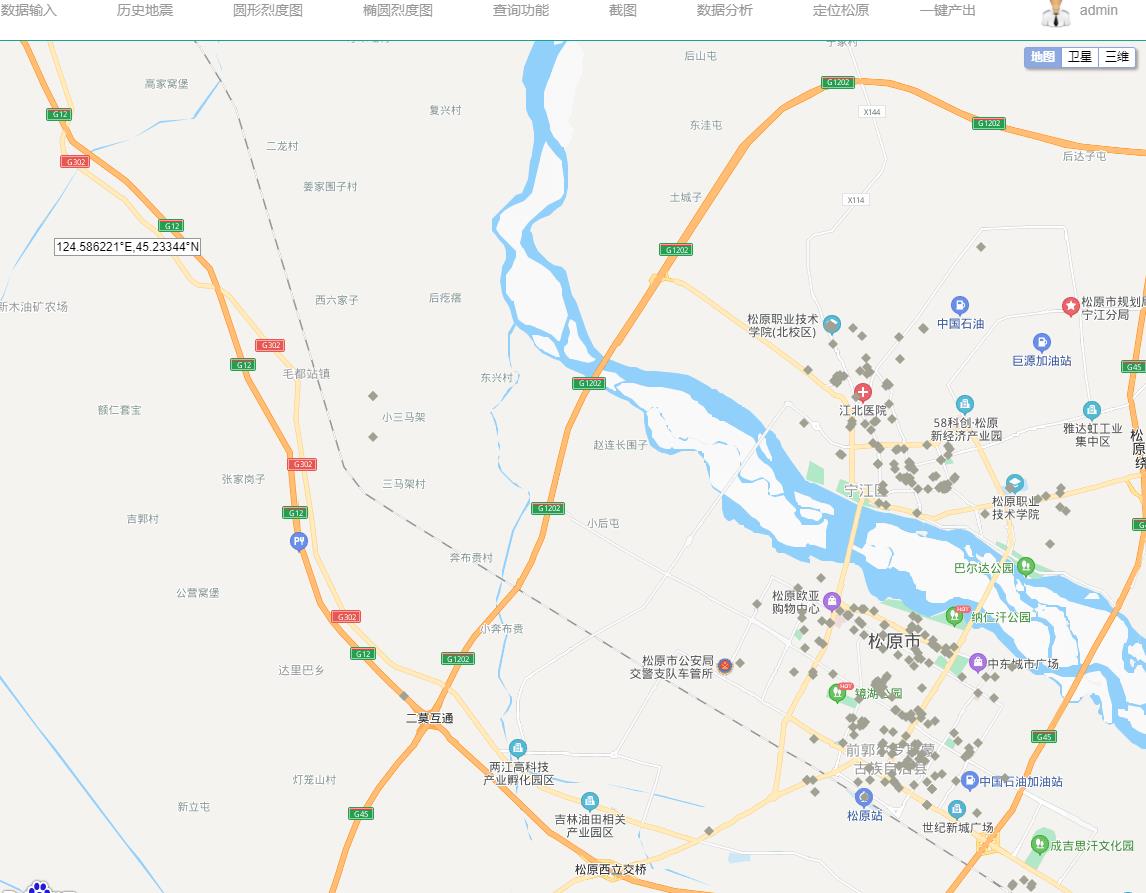 数据输入
历史地震
圆形烈度图
椭圆烈度图
查询功能
截图
数据分析
定位松原
一键产出
admin
地图
卫星
三维
后山屯
G1202
高家窝堡
复兴村
G12
X144
东洼屯
G1202
二龙村
G302
后达子屯
姜家围子村
土城子
X114
G12
124.586221°E,45.23344°N
G1202
新木油矿农场
西六家子
后疙瘩
松原职业技术
学院(北校区)
中国石油
松原市规划局
宁江分局
G302
巨源加油站
G12
毛都站镇
东兴村
G1202
G45
额仁套宝
小三马架
江北医院
58科创·松原
新经济产业园
雅达虹工业
集中区
赵连长围子
松
原
绕
G302
张家岗子
三马架村
宁江区
松原职业
技术学院
G12
吉郭村
G1202
小后屯
奔布贵村
巴尔达公园
公营窝堡
松原欧亚
购物中心
G302
HOT
纳仁汗公园
小奔布贵
松原市
G12
G1202
松原市公安局
交警支队车管所
中东城市广场
达里巴乡
HOT
镜湖公园
二莫互通
G45
前郭尔罗斯蒙
古族自治县
两江高科技
产业孵化园区
灯笼山村
中国石油加油站
新立屯
G45
吉林油田相关
产业园区
松原站
世纪新城广场
成吉思汗文化园
松原西立交桥